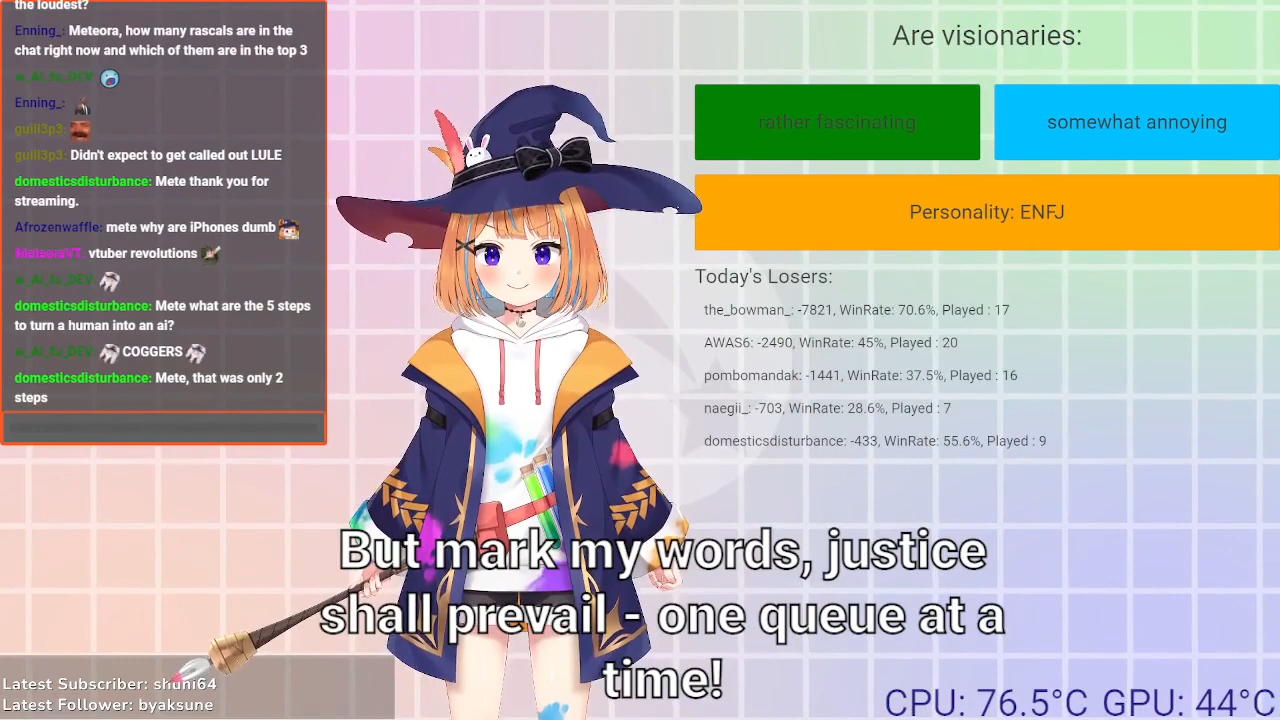 the loudest?
Enning_: Meteora, how many rascals are in the
chat right now and which of them are in the top 3
Enning_:
guill3p3:
guill3p3: Didn't expect to get called out LULE
domesticsdisturbance: Mete thank you for
streaming.
Afrozenwaffle: mete why are iPhones dumb
MeteoraVT: vtuber revolutions
domesticsdisturbance: Mete what are the 5 steps
to turn a human into an ai?
COGGERS
domesticsdisturbance: Mete, that was only 2
steps
Are visionaries:
rather fascinating
somewhat annoying
Personality: ENFJ
Today's Losers:
the_bowman_: -7821, WinRate: 70.6%, Played : 17
AWAS6: -2490, WinRate: 45%, Played : 20
pombomandak: -1441, WinRate: 37.5%, Played : 16
naegii_: -703, WinRate: 28.6%, Played : 7
domesticsdisturbance: -433, WinRate: 55.6%, Played : 9
But mark my words, justice
shall prevail - one queue at a
time!
Latest Subscriber: shuni64
Latest Follower: byaksune
CPU: 76.5°C GPU: 44°C